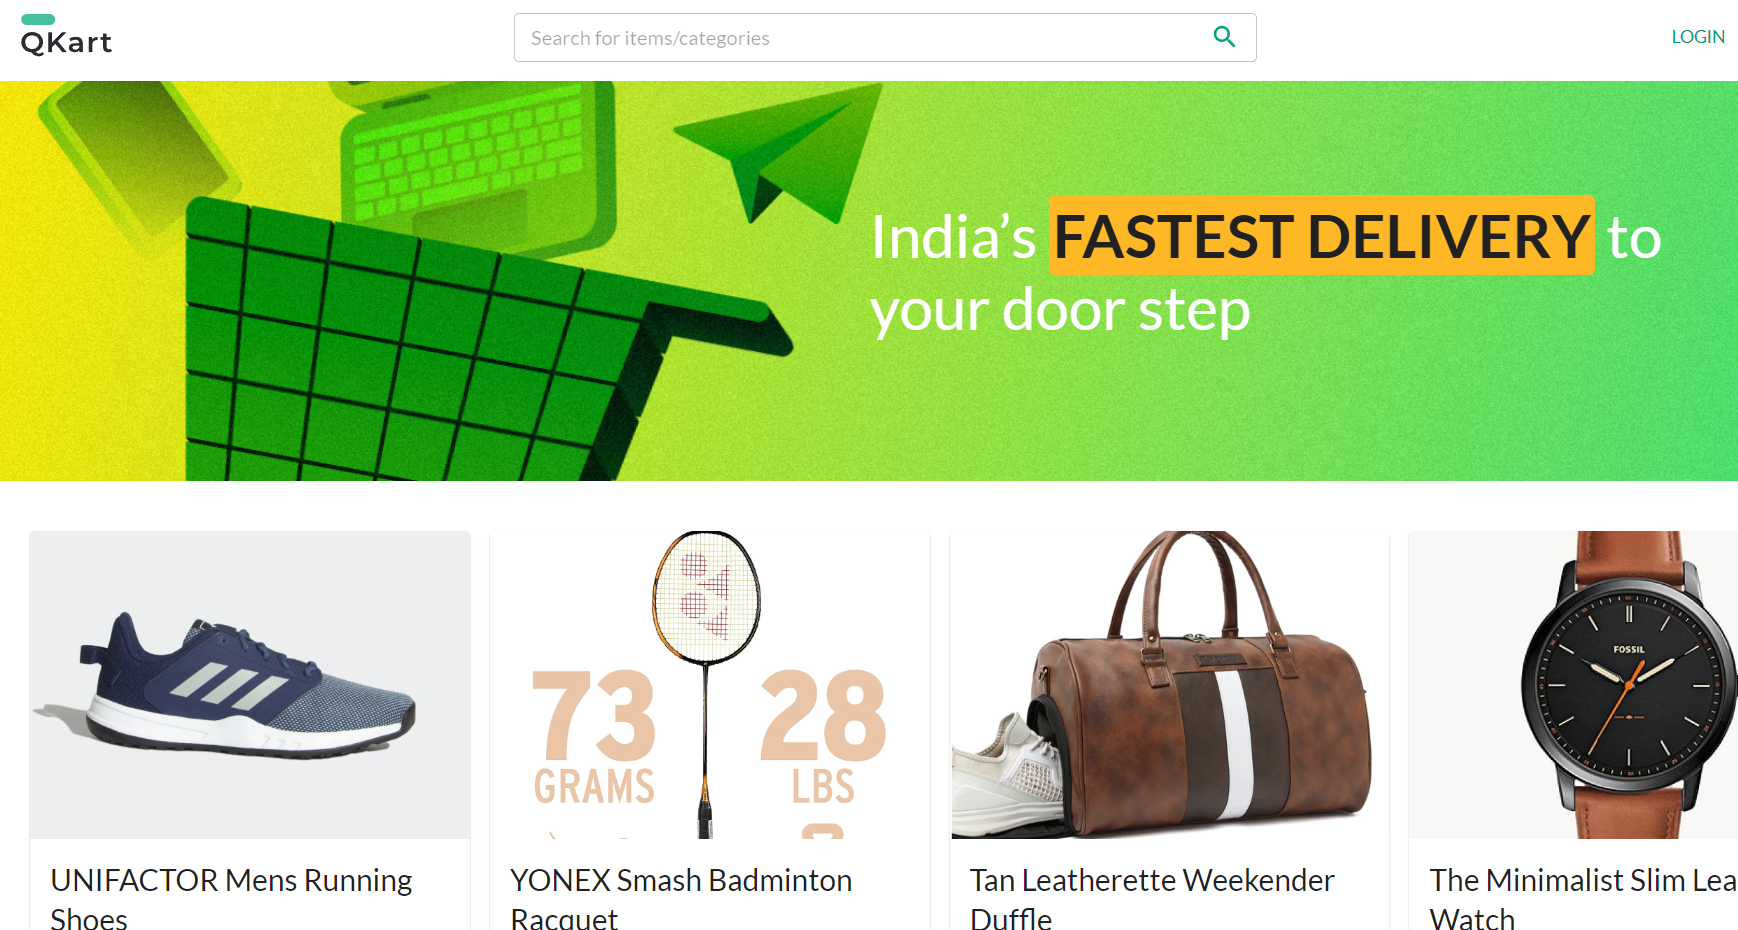 QKart
Search for items/categories
LOGIN
India’s FASTEST DELIVERY to
your door step
73
GRAMS
28
LBS
FOSSIL
UNIFACTOR Mens Running
Shoes
YONEX Smash Badminton
Racquet
Tan Leatherette Weekender
Duffle
The Minimalist Slim Lea
Watch